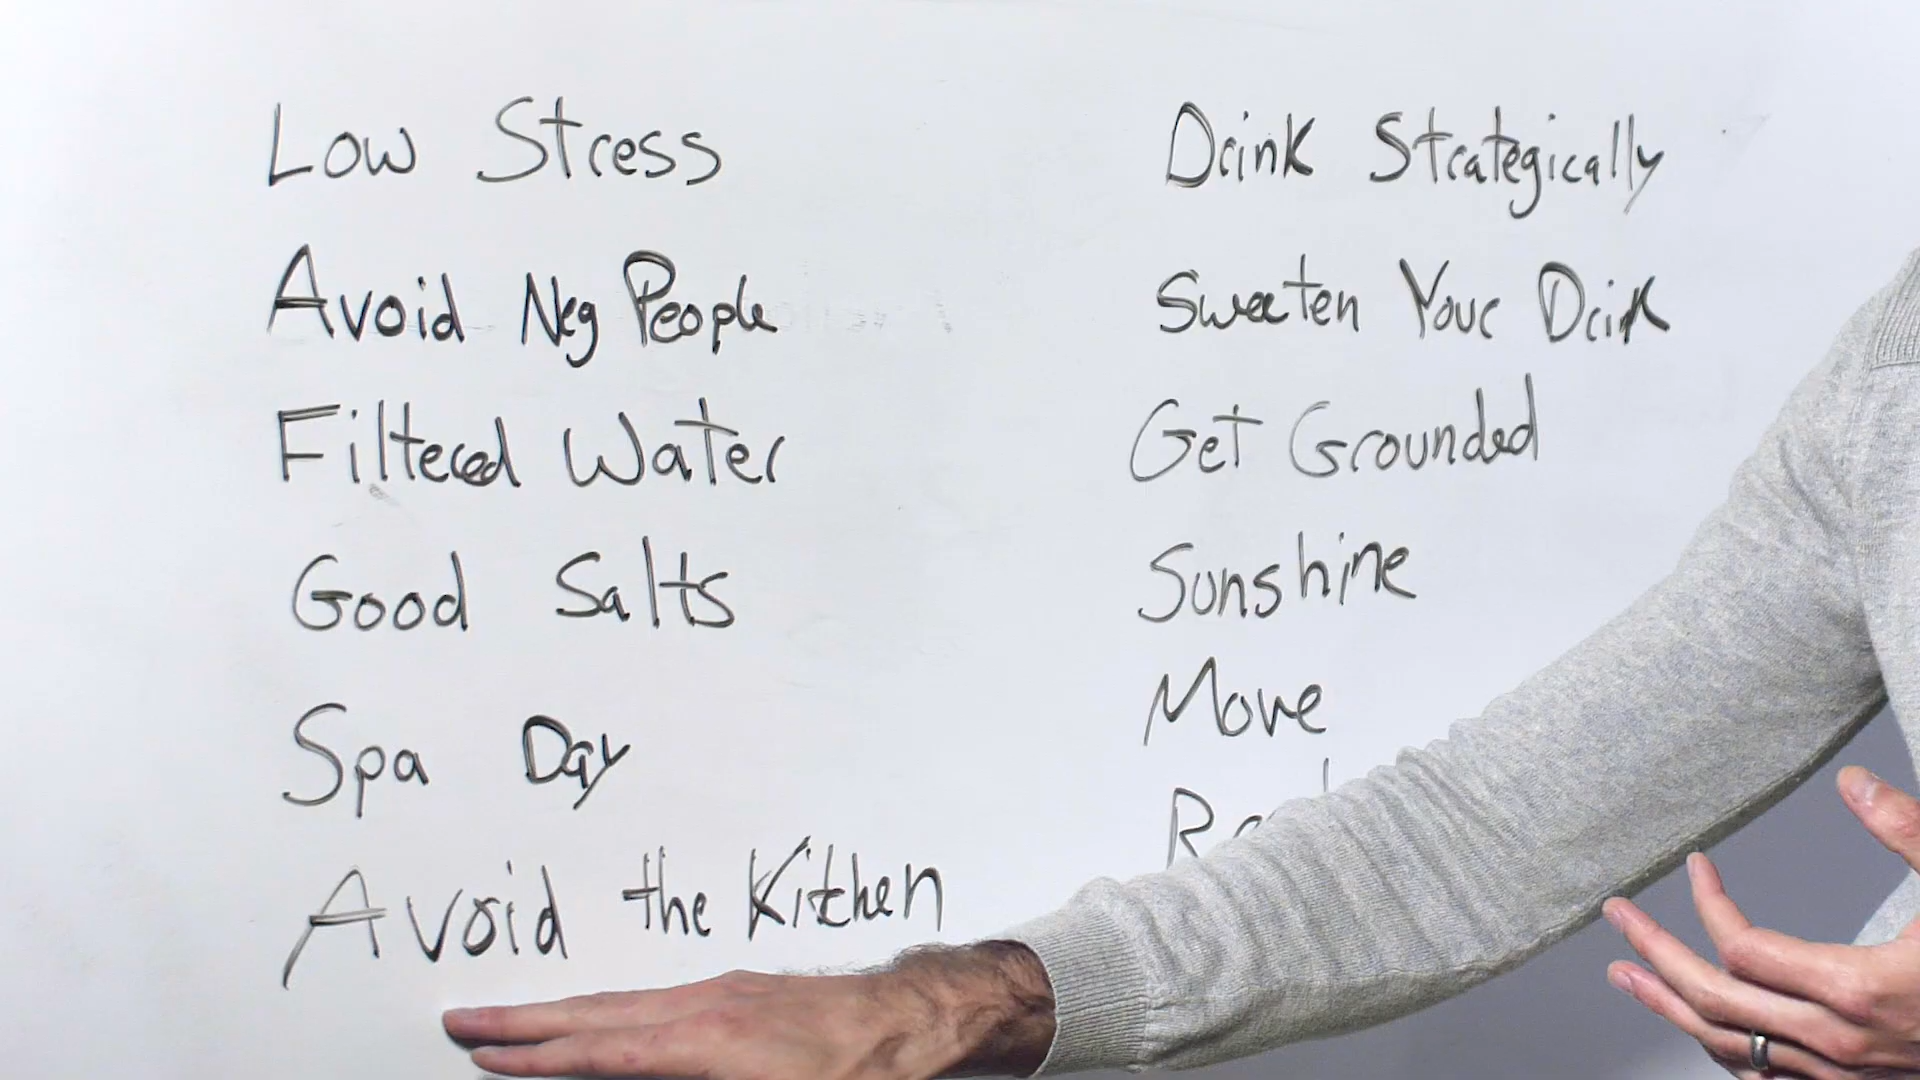 Low Stress
Avoid Neg People
Filtered Water
Good Salts
Spa Day
Avoid the Kitchen
Drink Strategically
Sweeten Your Drink
Get Grounded
Sunshine
Move